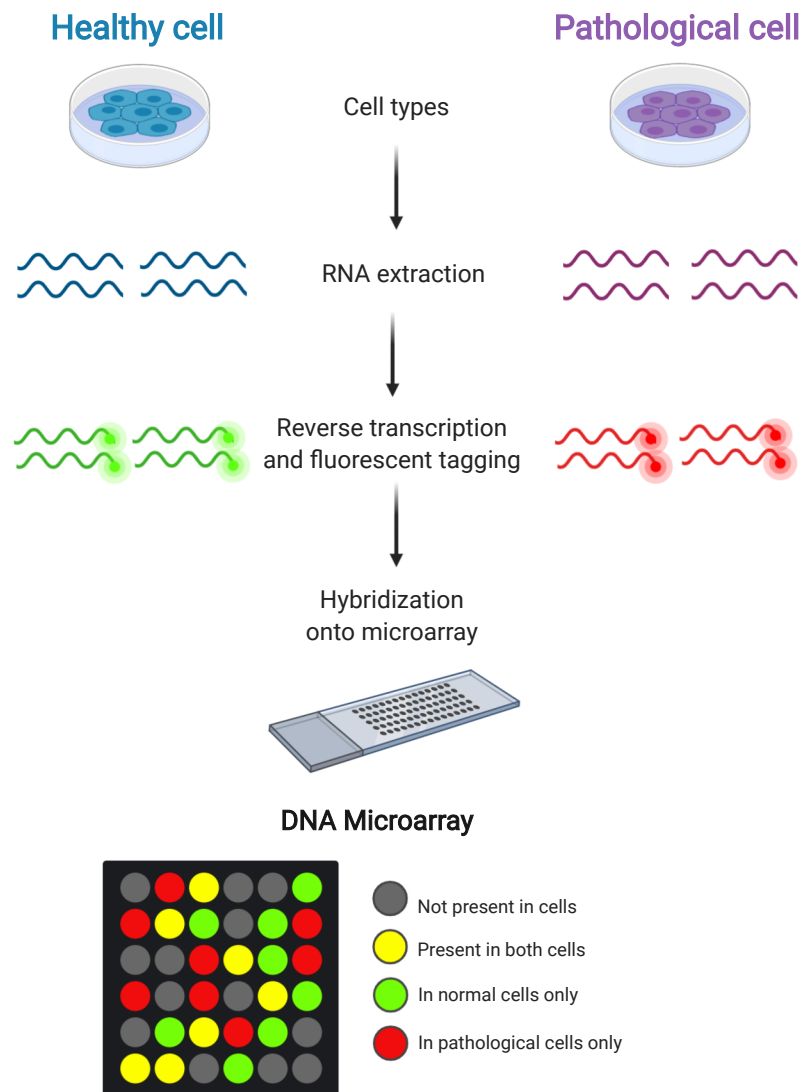 Healthy cell
Pathological cell
Cell types
RNA extraction
Reverse transcription
and fluorescent tagging
Hybridization
onto microarray
DNA Microarray
Not present in cells
Present in both cells
In normal cells only
In pathological cells only